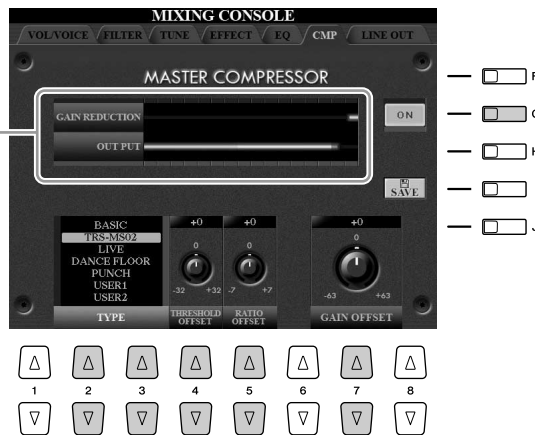 MIXING CONSOLE
VOL/VOICE FILTER TUNE EFFECT EQ CMP LINE OUT
MASTER COMPRESSOR
GAIN REDUCTION
OUT PUT
ON
SAVE
BASIC
TRS-MS02
LIVE
DANCE FLOOR
PUNCH
USER1
USER2
TYPE
+0
0
-32 +32
THRESHOLD
OFFSET
+0
0
-7 +7
RATIO
OFFSET
+0
0
-63 +63
GAIN OFFSET
1 2 3 4 5 6 7 8